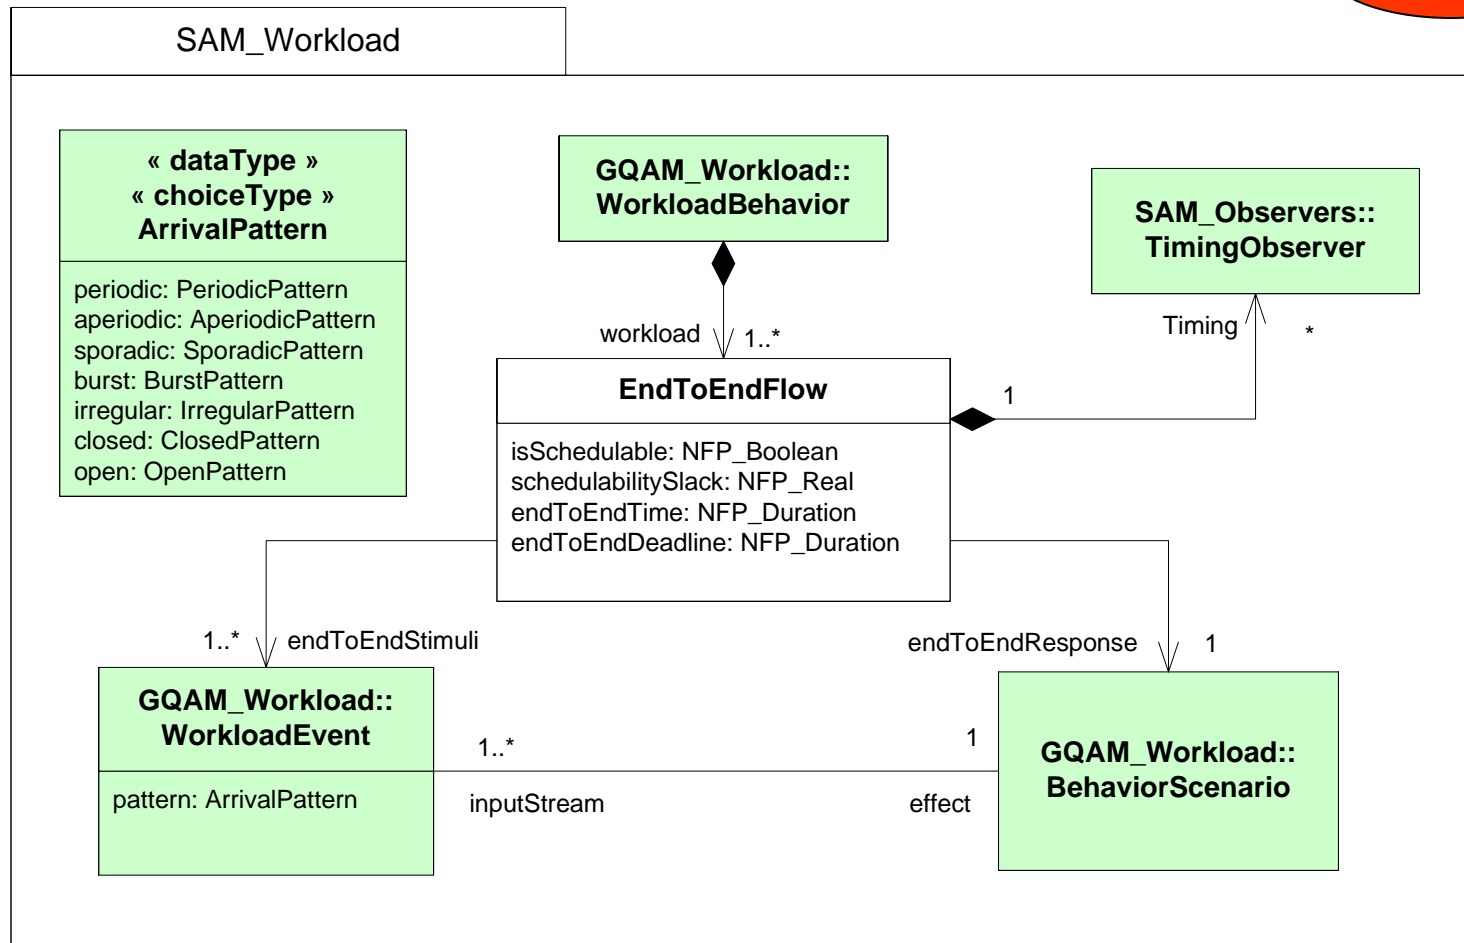 SAM_Workload
« dataType »
« choiceType »
ArrivalPattern
periodic: PeriodicPattern
aperiodic: AperiodicPattern
sporadic: SporadicPattern
burst: BurstPattern
irregular: IrregularPattern
closed: ClosedPattern
open: OpenPattern
GQAM_Workload::
WorkloadBehavior
SAM_Observers::
TimingObserver
workload
1..*
Timing
*
1
EndToEndFlow
isSchedulable: NFP_Boolean
schedulabilitySlack: NFP_Real
endToEndTime: NFP_Duration
endToEndDeadline: NFP_Duration
1..*
endToEndStimuli
endToEndResponse
1
GQAM_Workload::
WorkloadEvent
pattern: ArrivalPattern
1..*
inputStream
1
effect
GQAM_Workload::
BehaviorScenario